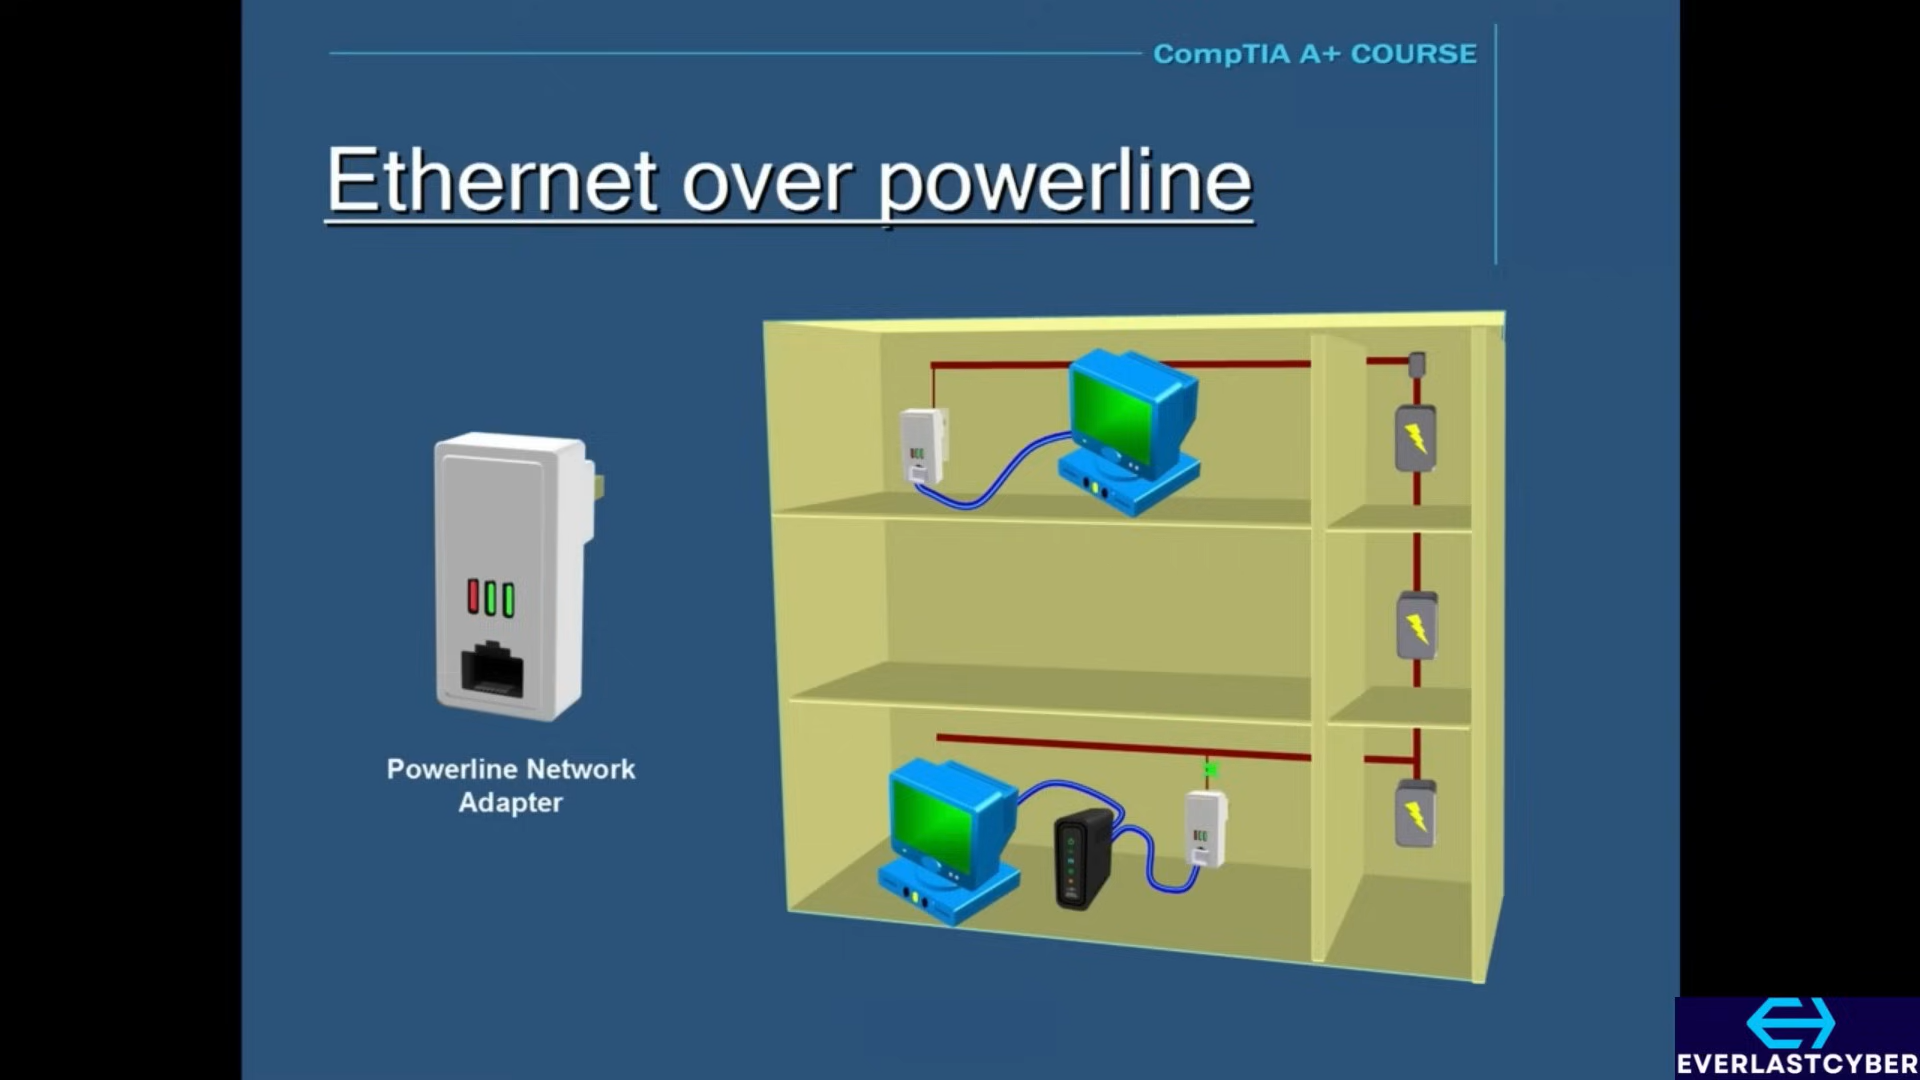 CompTIA A+ COURSE
Ethernet over powerline
Powerline Network
Adapter
EVERLASTCYBER